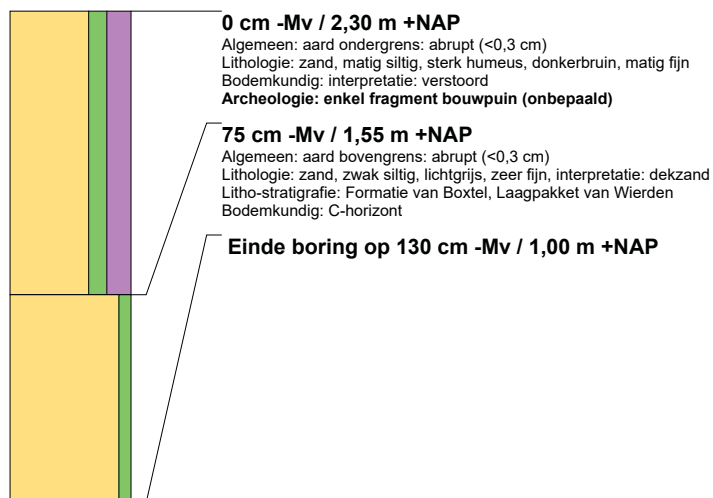 0 cm -Mv / 2,30 m +NAP
Algemeen: aard ondergrens: abrupt (<0,3 cm)
Lithologie: zand, matig siltig, sterk humeus, donkerbruin, matig fijn
Bodemkundig: interpretatie: verstoord
Archeologie: enkel fragment bouwpuin (onbepaald)
75 cm -Mv / 1,55 m +NAP
Algemeen: aard bovengrens: abrupt (<0,3 cm)
Lithologie: zand, zwak siltig, lichtgrijs, zeer fijn, interpretatie: dekzand
Litho-stratigrafie: Formatie van Boxtel, Laagpakket van Wierden
Bodemkundig: C-horizont
Einde boring op 130 cm -Mv / 1,00 m +NAP